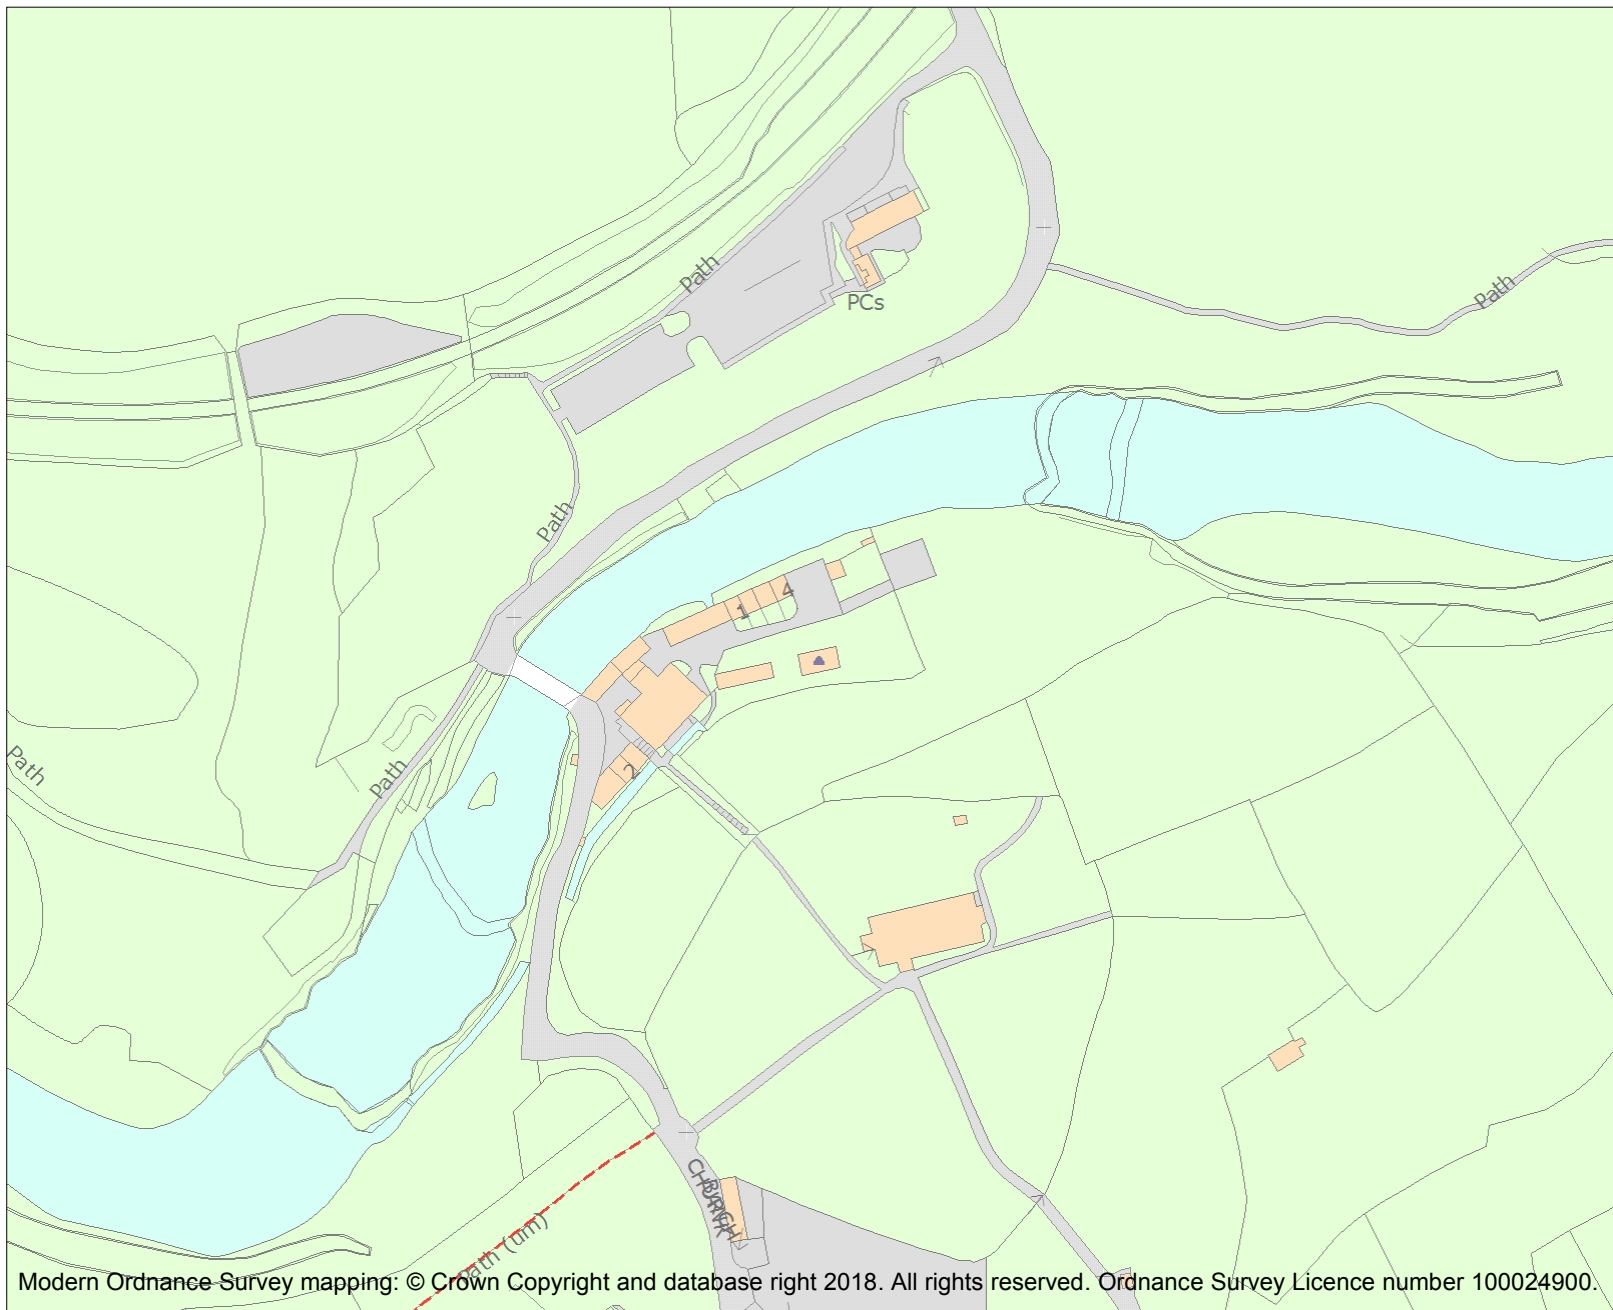 Path
Path
PCs
Path
4
1
Path
Path
2
CHURCH
BANK
Path (um)
Modern Ordnance Survey mapping: © Crown Copyright and database right 2018. All rights reserved. Ordnance Survey Licence number 100024900.